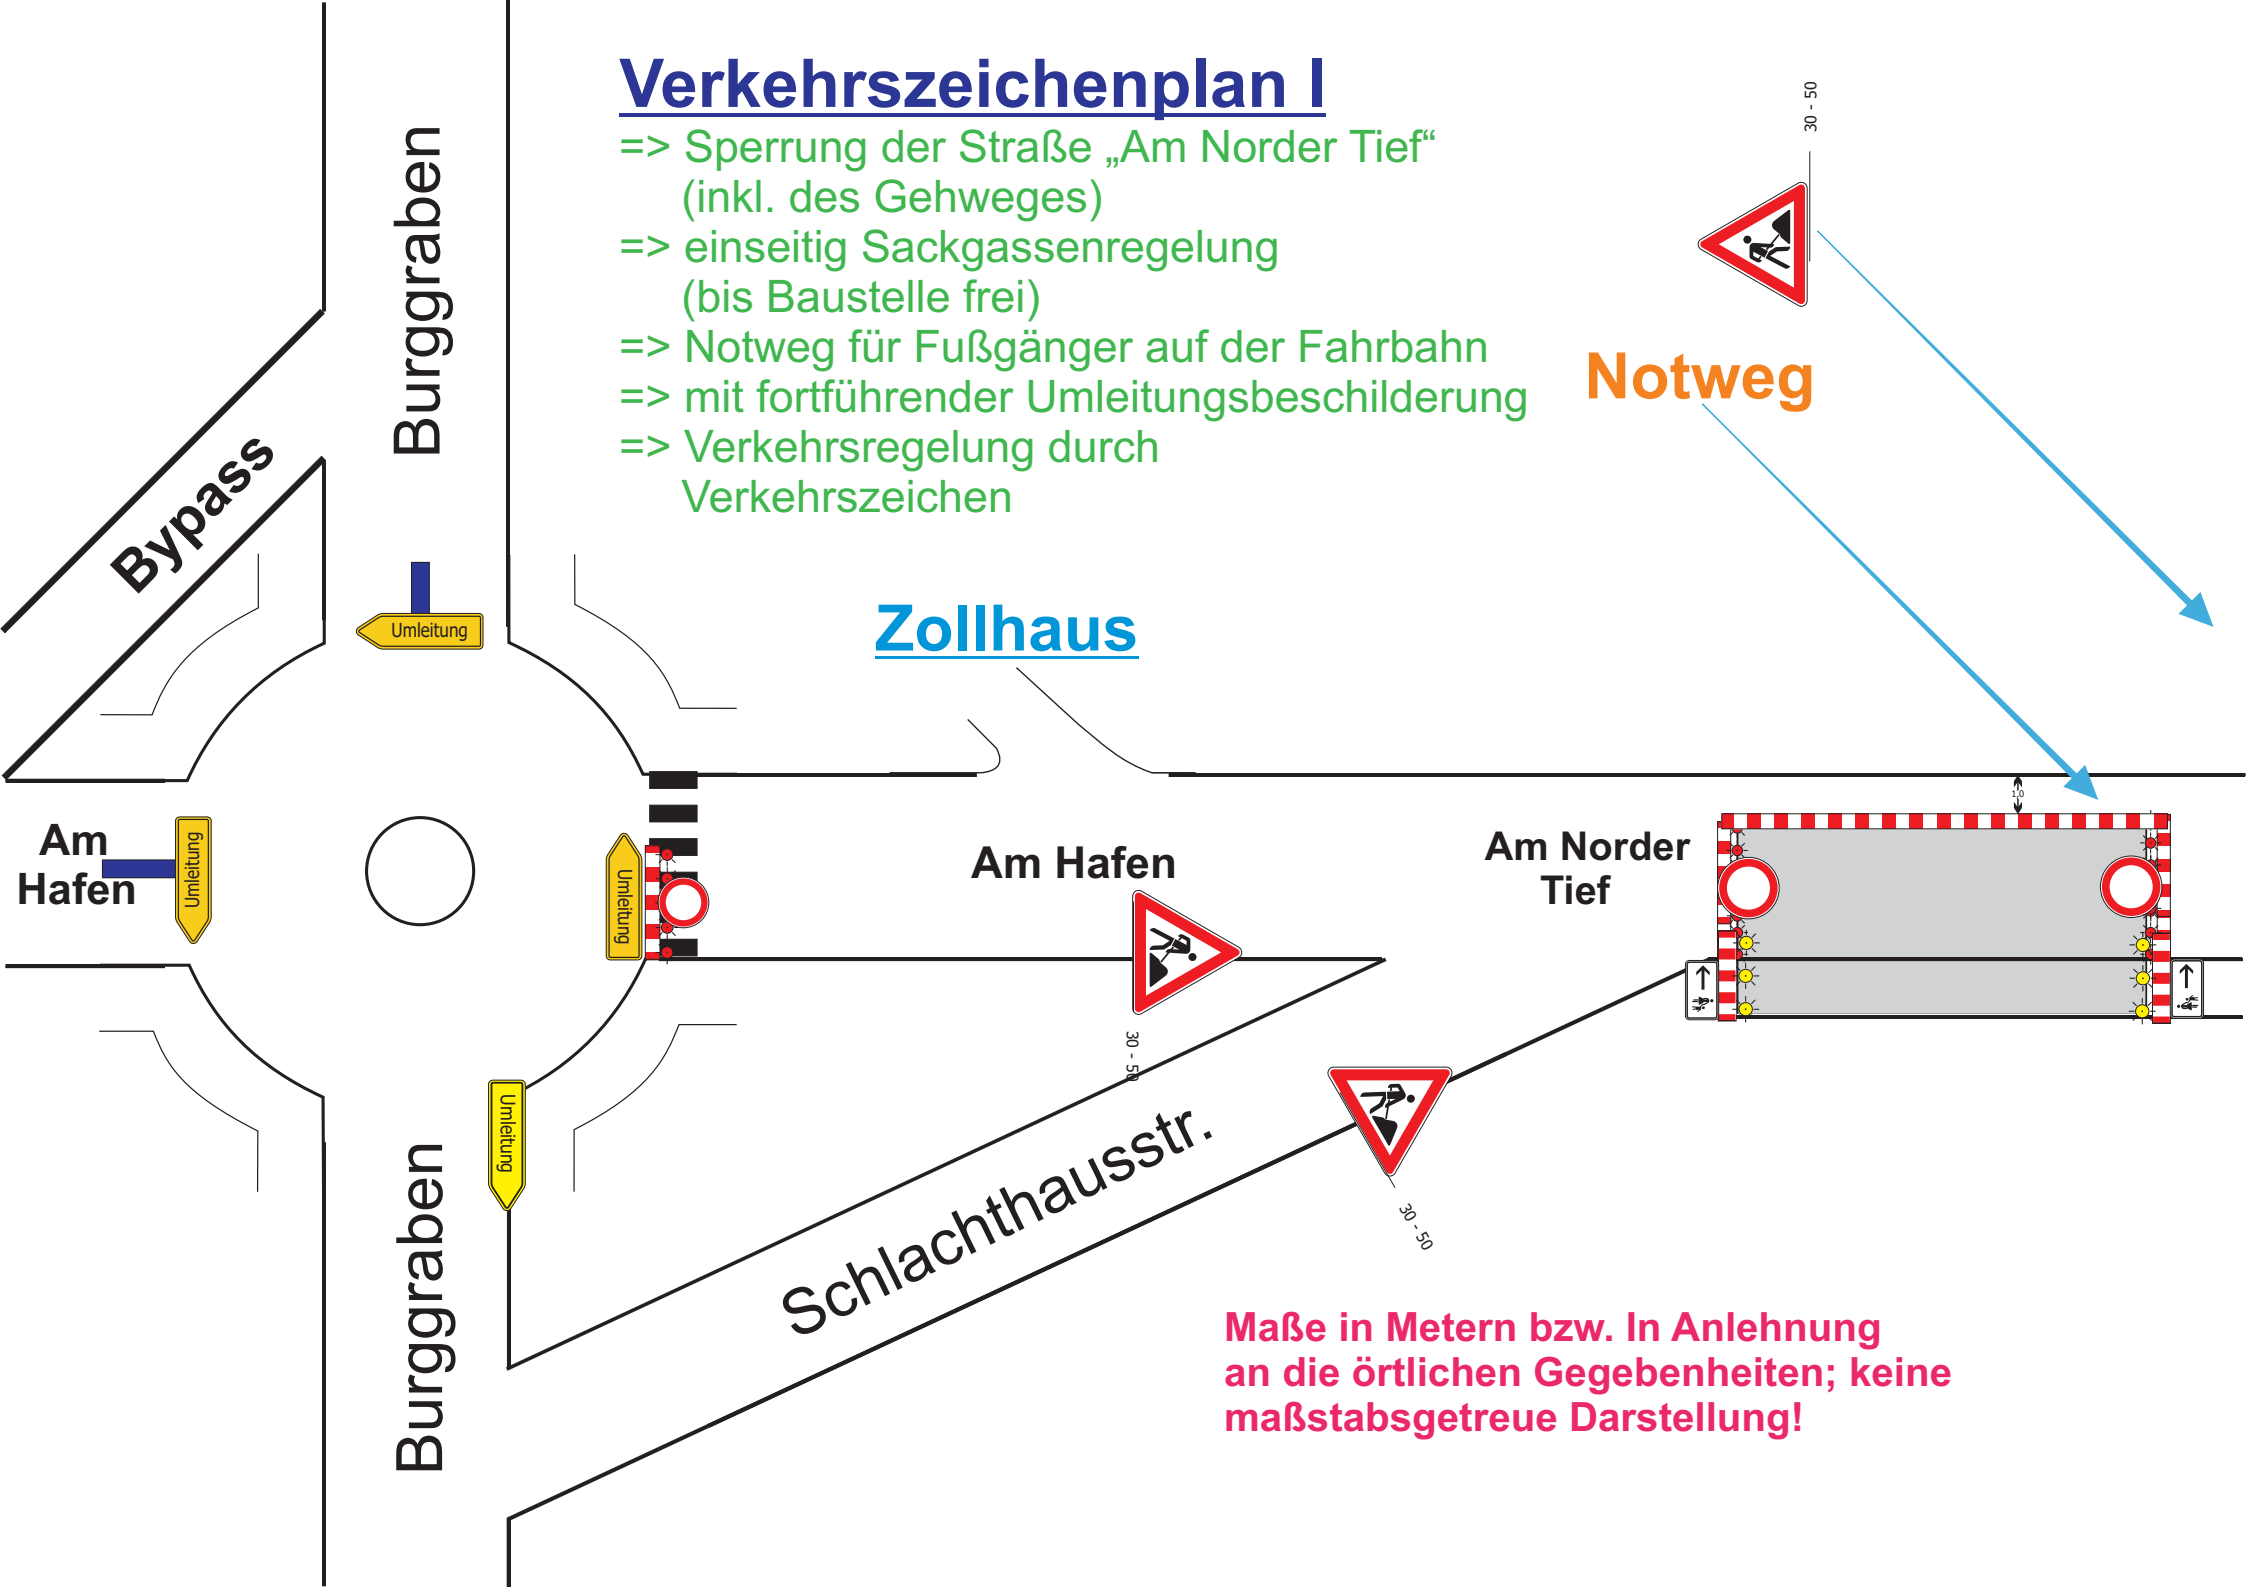 Verkehrszeichenplan I
=> Sperrung der Straße „Am Norder Tief“
(inkl. des Gehweges)
=> einseitig Sackgassenregelung
(bis Baustelle frei)
=> Notweg für Fußgänger auf der Fahrbahn
=> mit fortführender Umleitungsbeschilderung
=> Verkehrsregelung durch
Verkehrszeichen
30 - 50
Notweg
Burggraben
Bypass
Umleitung
Zollhaus
Am
Hafen
Umleitung
Umleitung
Am Hafen
Am Norder
Tief
1,0
30 - 50
Umleitung
Burggraben
Schlachthausstr.
30 - 50
Maße in Metern bzw. In Anlehnung
an die örtlichen Gegebenheiten; keine
maßstabsgetreue Darstellung!